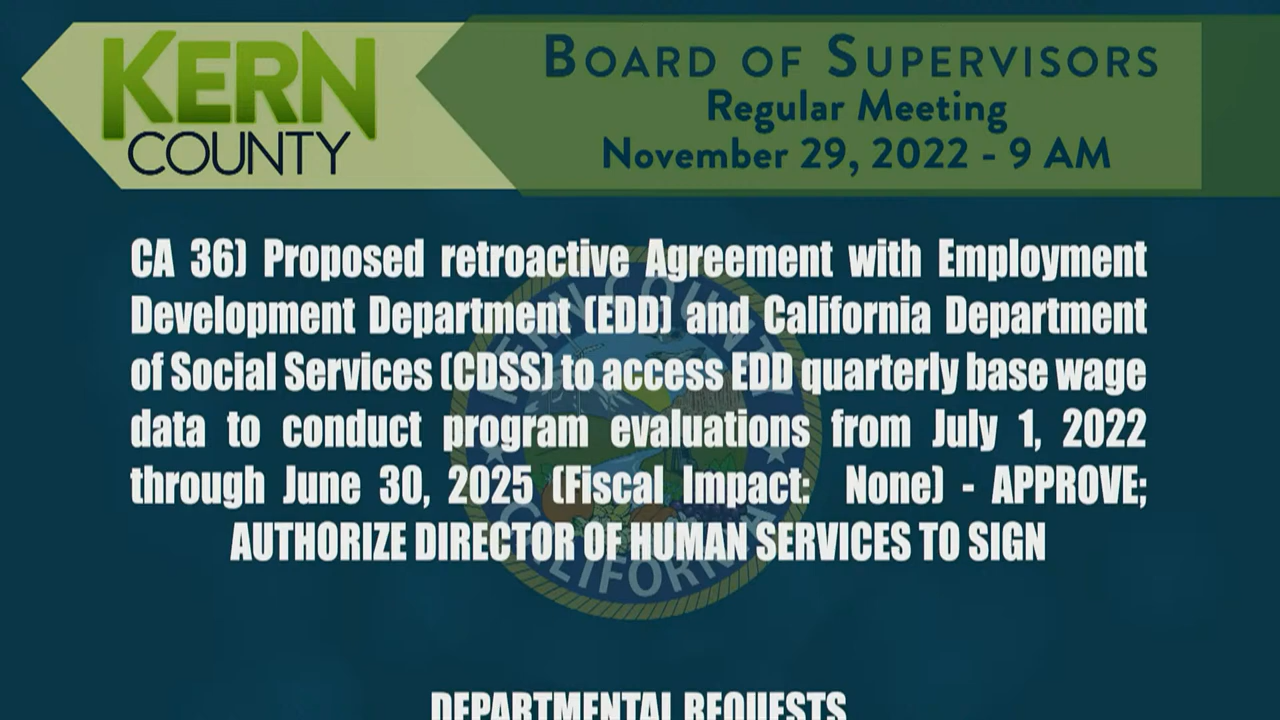 KERN
COUNTY
BOARD OF SUPERVISORS
Regular Meeting
November 29, 2022 - 9 AM
CA 36) Proposed retroactive Agreement with Employment
Development Department (EDD) and California Department
of Social Services (CDSS) to access EDD quarterly base wage
data to conduct program evaluations from July 1, 2022
through June 30, 2025 (Fiscal Impact: None) - APPROVE;
AUTHORIZE DIRECTOR OF HUMAN SERVICES TO SIGN
KERN COUNTY
CALIFORNIA
DEPARTMENTAL REQUESTS